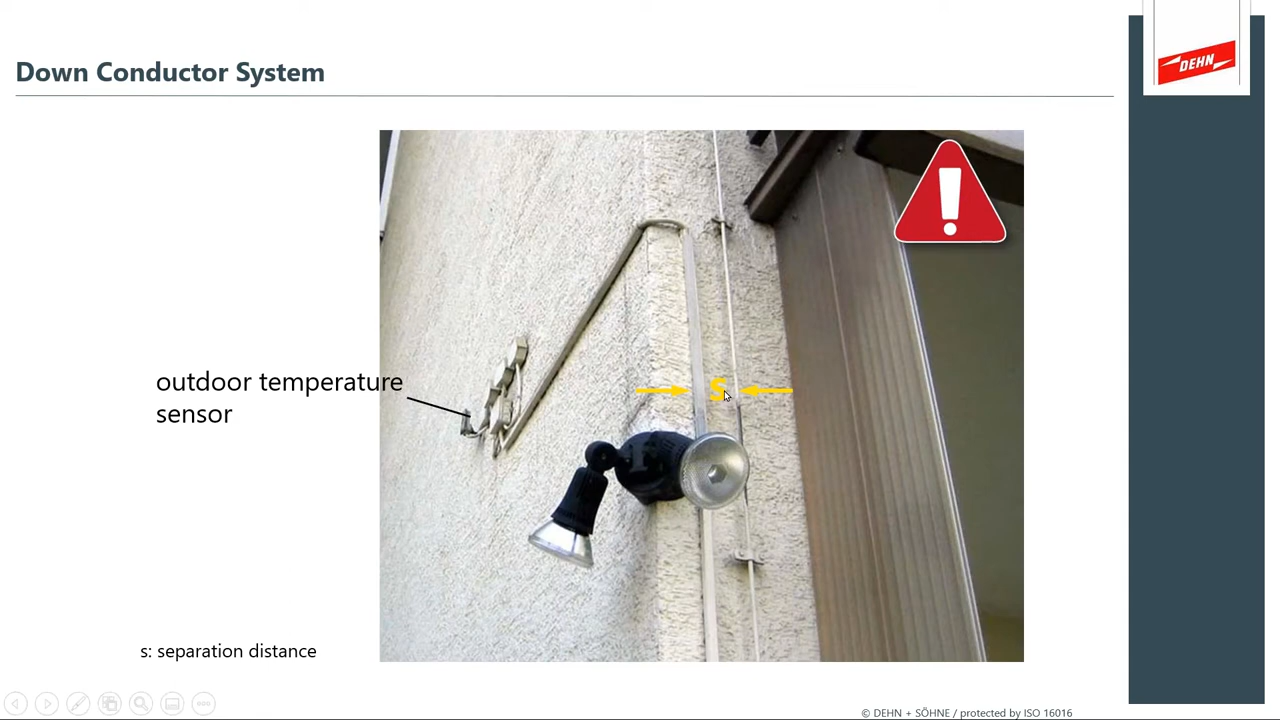 Down Conductor System
DEHN
outdoor temperature
sensor
s
s: separation distance
© DEHN + SÖHNE / protected by ISO 16016